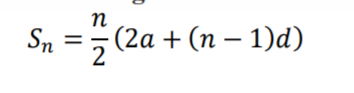 Sₙ = n/2 (2a + (n − 1)d)